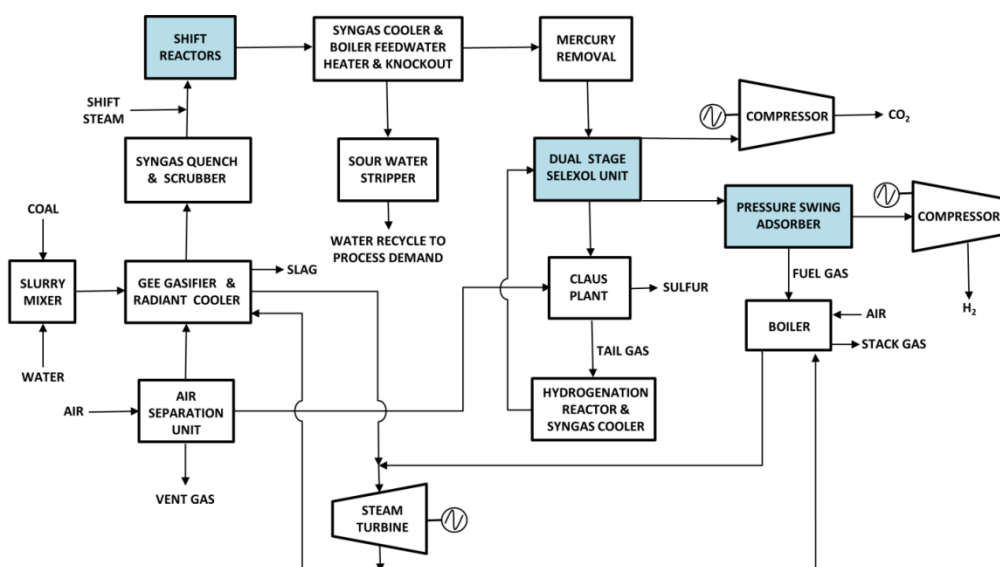 SHIFT
REACTORS
SYNGAS COOLER &
BOILER FEEDWATER
HEATER & KNOCKOUT
MERCURY
REMOVAL
SHIFT
STEAM
COMPRESSOR
CO₂
SYNGAS QUENCH
& SCRUBBER
SOUR WATER
STRIPPER
DUAL STAGE
SELEXOL UNIT
PRESSURE SWING
ADSORBER
COMPRESSOR
COAL
WATER RECYCLE TO
PROCESS DEMAND
SLURRY
MIXER
GEE GASIFIER &
RADIANT COOLER
SLAG
CLAUS
PLANT
SULFUR
FUEL GAS
H₂
BOILER
AIR
STACK GAS
WATER
TAIL GAS
AIR
AIR
SEPARATION
UNIT
HYDROGENATION
REACTOR &
SYNGAS COOLER
VENT GAS
STEAM
TURBINE